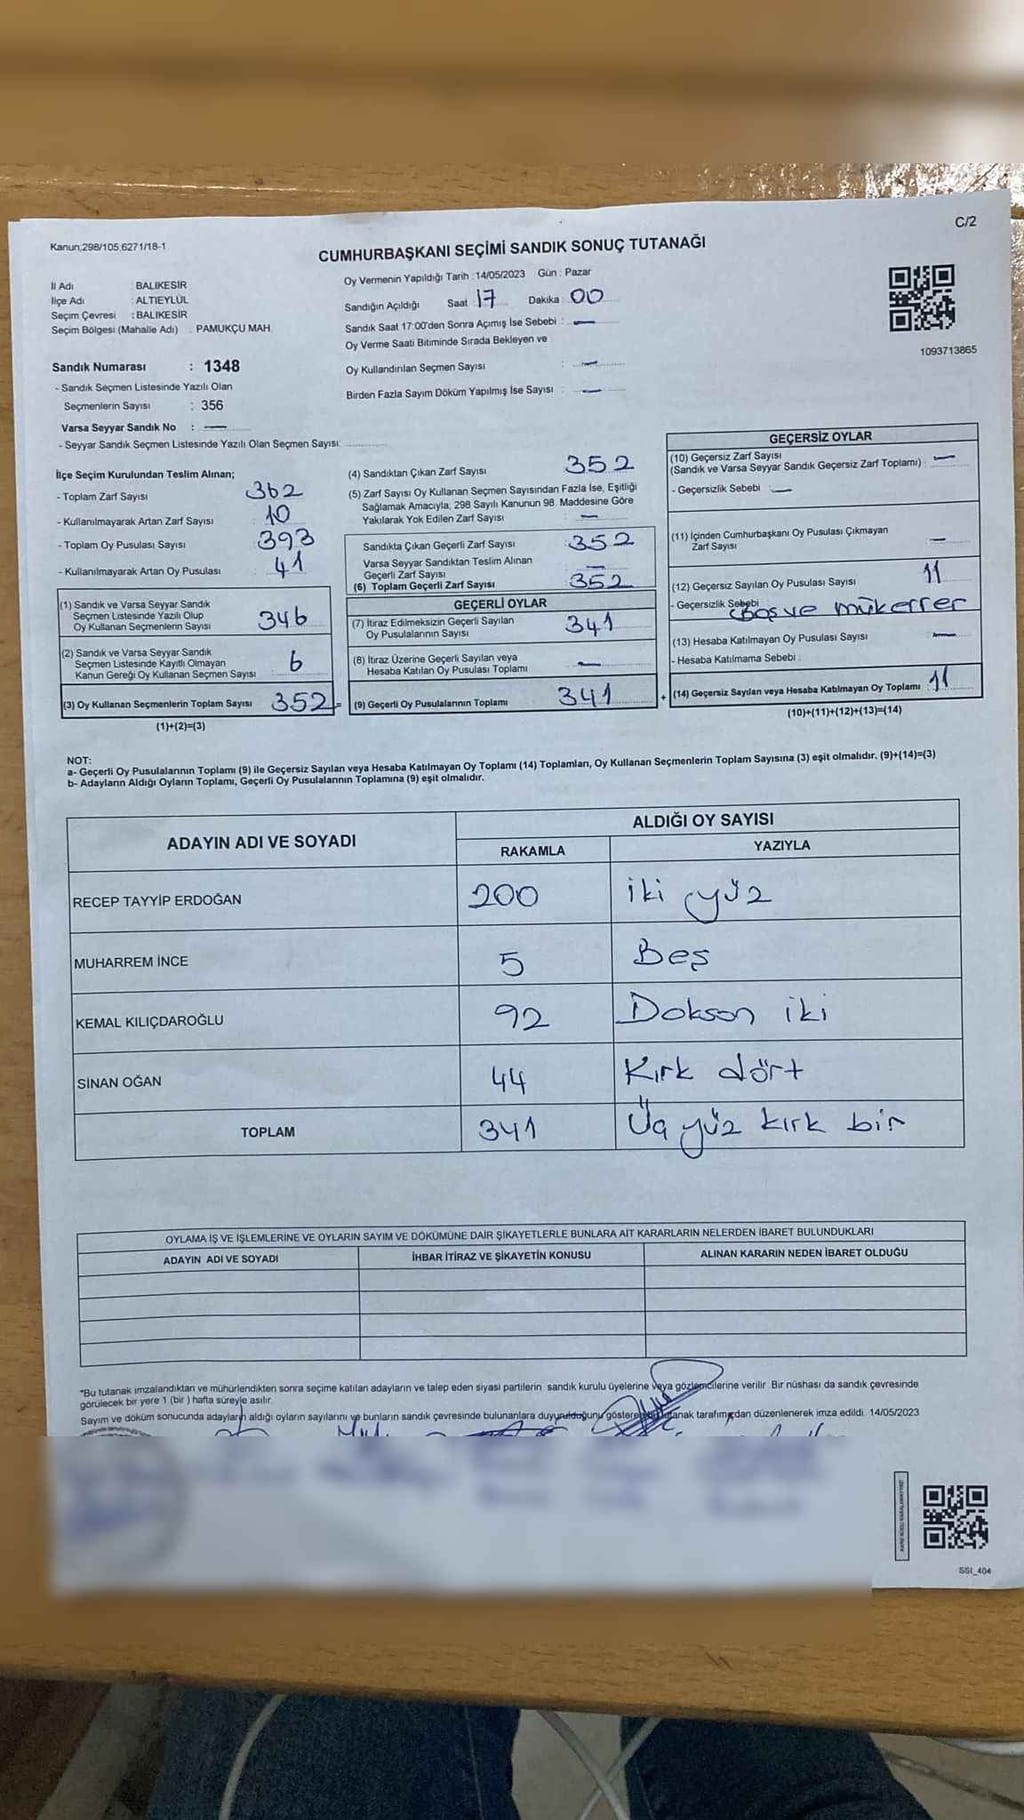 C/2
Kanun;298/105,6271/18-1
CUMHURBAŞKANI SEÇİMİ SANDIK SONUÇ TUTANAĞI
İl Adı : BALIKESİR
İlçe Adı : ALTIEYLÜL
Seçim Çevresi : BALIKESİR
Seçim Bölgesi (Mahalle Adı) : PAMUKÇU MAH.
Oy Vermenin Yapıldığı Tarih : 14/05/2023 Gün : Pazar
Sandığın Açıldığı Saat 17 Dakika 00
Sandık Saat 17:00'den Sonra Açımış İse Sebebi : —
Oy Verme Saati Bitiminde Sırada Bekleyen ve
Oy Kullandırılan Seçmen Sayısı : —
Birden Fazla Sayım Döküm Yapılmış İse Sayısı : —
1093713865
Sandık Numarası : 1348
- Sandık Seçmen Listesinde Yazılı Olan
Seçmenlerin Sayısı : 356
Varsa Seyyar Sandık No : —
- Seyyar Sandık Seçmen Listesinde Yazılı Olan Seçmen Sayısı:
İlçe Seçim Kurulundan Teslim Alınan;
- Toplam Zarf Sayısı 362
- Kullanılmayarak Artan Zarf Sayısı 10
- Toplam Oy Pusulası Sayısı 393
- Kullanılmayarak Artan Oy Pusulası 41
(1) Sandık ve Varsa Seyyar Sandık
Seçmen Listesinde Yazılı Olup
Oy Kullanan Seçmenlerin Sayısı 346
(2) Sandık ve Varsa Seyyar Sandık
Seçmen Listesinde Kayıtlı Olmayan
Kanun Gereği Oy Kullanan Seçmen Sayısı 6
(3) Oy Kullanan Seçmenlerin Toplam Sayısı 352
(1)+(2)=(3)
(4) Sandıktan Çıkan Zarf Sayısı 352
(5) Zarf Sayısı Oy Kullanan Seçmen Sayısından Fazla İse, Eşitliği
Sağlamak Amacıyla, 298 Sayılı Kanunun 98. Maddesine Göre
Yakılarak Yok Edilen Zarf Sayısı —
Sandıkta Çıkan Geçerli Zarf Sayısı 352
Varsa Seyyar Sandıktan Teslim Alınan
Geçerli Zarf Sayısı —
(6) Toplam Geçerli Zarf Sayısı 352
GEÇERLİ OYLAR
(7) İtiraz Edilmeksizin Geçerli Sayılan
Oy Pusulalarının Sayısı 341
(8) İtiraz Üzerine Geçerli Sayılan veya
Hesaba Katılan Oy Pusulası Toplamı —
= (9) Geçerli Oy Pusulalarının Toplamı 341
GEÇERSİZ OYLAR
(10) Geçersiz Zarf Sayısı
(Sandık ve Varsa Seyyar Sandık Geçersiz Zarf Toplamı) : —
- Geçersizlik Sebebi : —
(11) İçinden Cumhurbaşkanı Oy Pusulası Çıkmayan
Zarf Sayısı —
(12) Geçersiz Sayılan Oy Pusulası Sayısı 11
- Geçersizlik Sebebi Boş ve mükerrer
(13) Hesaba Katılmayan Oy Pusulası Sayısı —
- Hesaba Katılmama Sebebi :
+ (14) Geçersiz Sayılan veya Hesaba Katılmayan Oy Toplamı 11
(10)+(11)+(12)+(13)=(14)
NOT:
a- Geçerli Oy Pusulalarının Toplamı (9) ile Geçersiz Sayılan veya Hesaba Katılmayan Oy Toplamı (14) Toplamları, Oy Kullanan Seçmenlerin Toplam Sayısına (3) eşit olmalıdır. (9)+(14)=(3)
b- Adayların Aldığı Oyların Toplamı, Geçerli Oy Pusulalarının Toplamına (9) eşit olmalıdır.
ADAYIN ADI VE SOYADI ALDIĞI OY SAYISI
RAKAMLA YAZIYLA
RECEP TAYYİP ERDOĞAN 200 iki yüz
MUHARREM İNCE 5 Beş
KEMAL KILIÇDAROĞLU 92 Doksan iki
SİNAN OĞAN 44 Kırk dört
TOPLAM 341 Üç yüz kırk bir
OYLAMA İŞ VE İŞLEMLERİNE VE OYLARIN SAYIM VE DÖKÜMÜNE DAİR ŞİKAYETLERLE BUNLARA AİT KARARLARIN NELERDEN İBARET BULUNDUKLARI
ADAYIN ADI VE SOYADI İHBAR İTİRAZ VE ŞİKAYETİN KONUSU ALINAN KARARIN NEDEN İBARET OLDUĞU
*Bu tutanak imzalandıktan ve mühürlendikten sonra seçime katılan adayların ve talep eden siyasi partilerin sandık kurulu üyelerine veya gözlemcilerine verilir. Bir nüshası da sandık çevresinde
görülecek bir yere 1 (bir) hafta süreyle asılır.
Sayım ve döküm sonucunda adayların aldığı oyların sayılarını ve bunların sandık çevresinde bulunanlara duyurulduğunu gösteren tutanak tarafımızdan düzenlenerek imza edildi. 14/05/2023
SSI_404